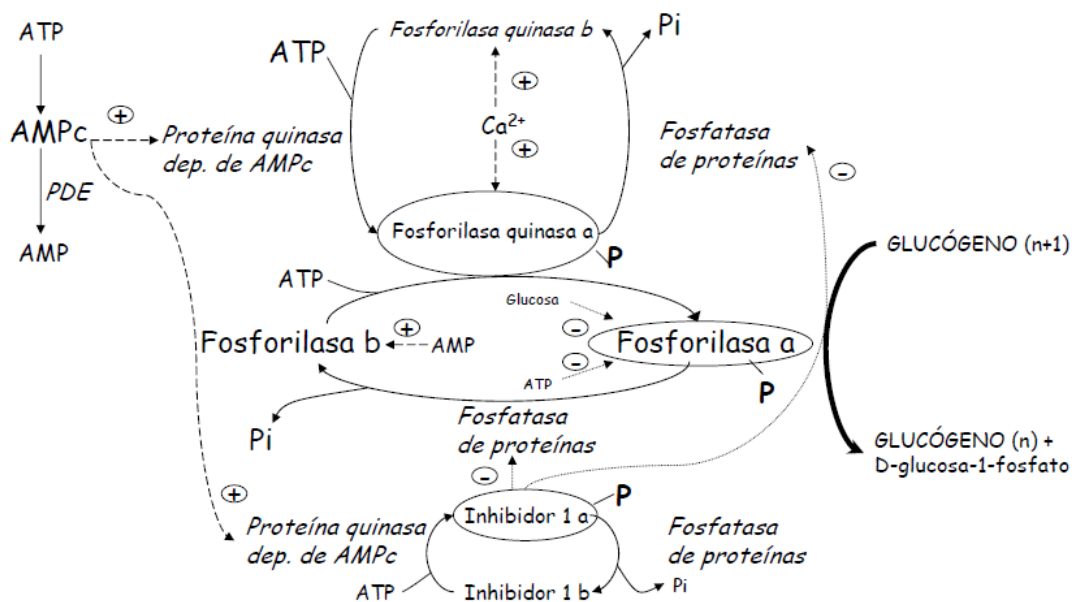 ATP
AMPc
+
PDE
AMP
Proteína quinasa
dep. de AMPc
ATP
Fosforilasa quinasa b
Pi
+
Ca2+
+
Fosforilasa quinasa a
P
Fosfatasa
de proteínas
-
GLUCÓGENO (n+1)
GLUCÓGENO (n) +
D-glucosa-1-fosfato
ATP
Glucosa
-
Fosforilasa b
+
AMP
Fosforilasa a
-
ATP
P
Pi
Fosfatasa
de proteínas
-
+
Proteína quinasa
dep. de AMPc
ATP
P
Inhibidor 1 a
Inhibidor 1 b
Fosfatasa
de proteínas
Pi